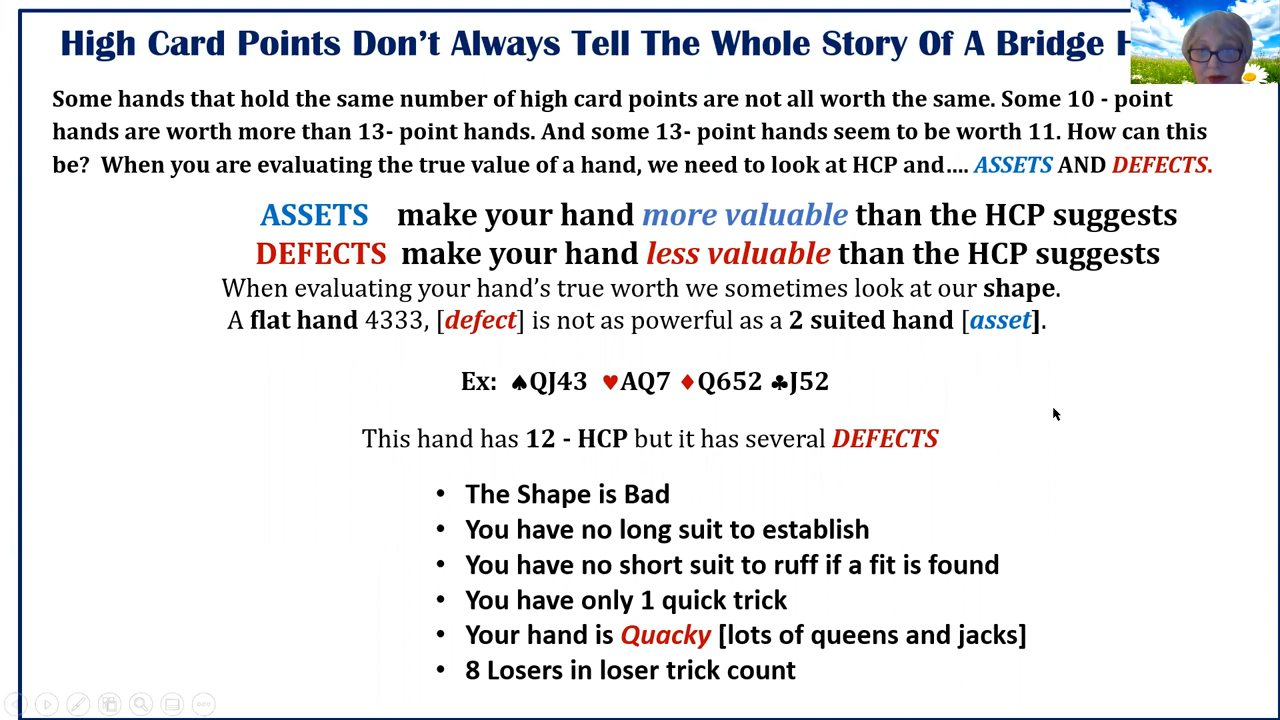 High Card Points Don't Always Tell The Whole Story Of A Bridge
Some hands that hold the same number of high card points are not all worth the same. Some 10 - point
hands are worth more than 13- point hands. And some 13- point hands seem to be worth 11. How can this
be? When you are evaluating the true value of a hand, we need to look at HCP and.... ASSETS AND DEFECTS.
ASSETS make your hand more valuable than the HCP suggests
DEFECTS make your hand less valuable than the HCP suggests
When evaluating your hand's true worth we sometimes look at our shape.
A flat hand 4333, [defect] is not as powerful as a 2 suited hand [asset].
Ex: ♠QJ43 ♥AQ7 ♦Q652 ♣J52
This hand has 12 - HCP but it has several DEFECTS
• The Shape is Bad
• You have no long suit to establish
• You have no short suit to ruff if a fit is found
• You have only 1 quick trick
• Your hand is Quacky [lots of queens and jacks]
• 8 Losers in loser trick count